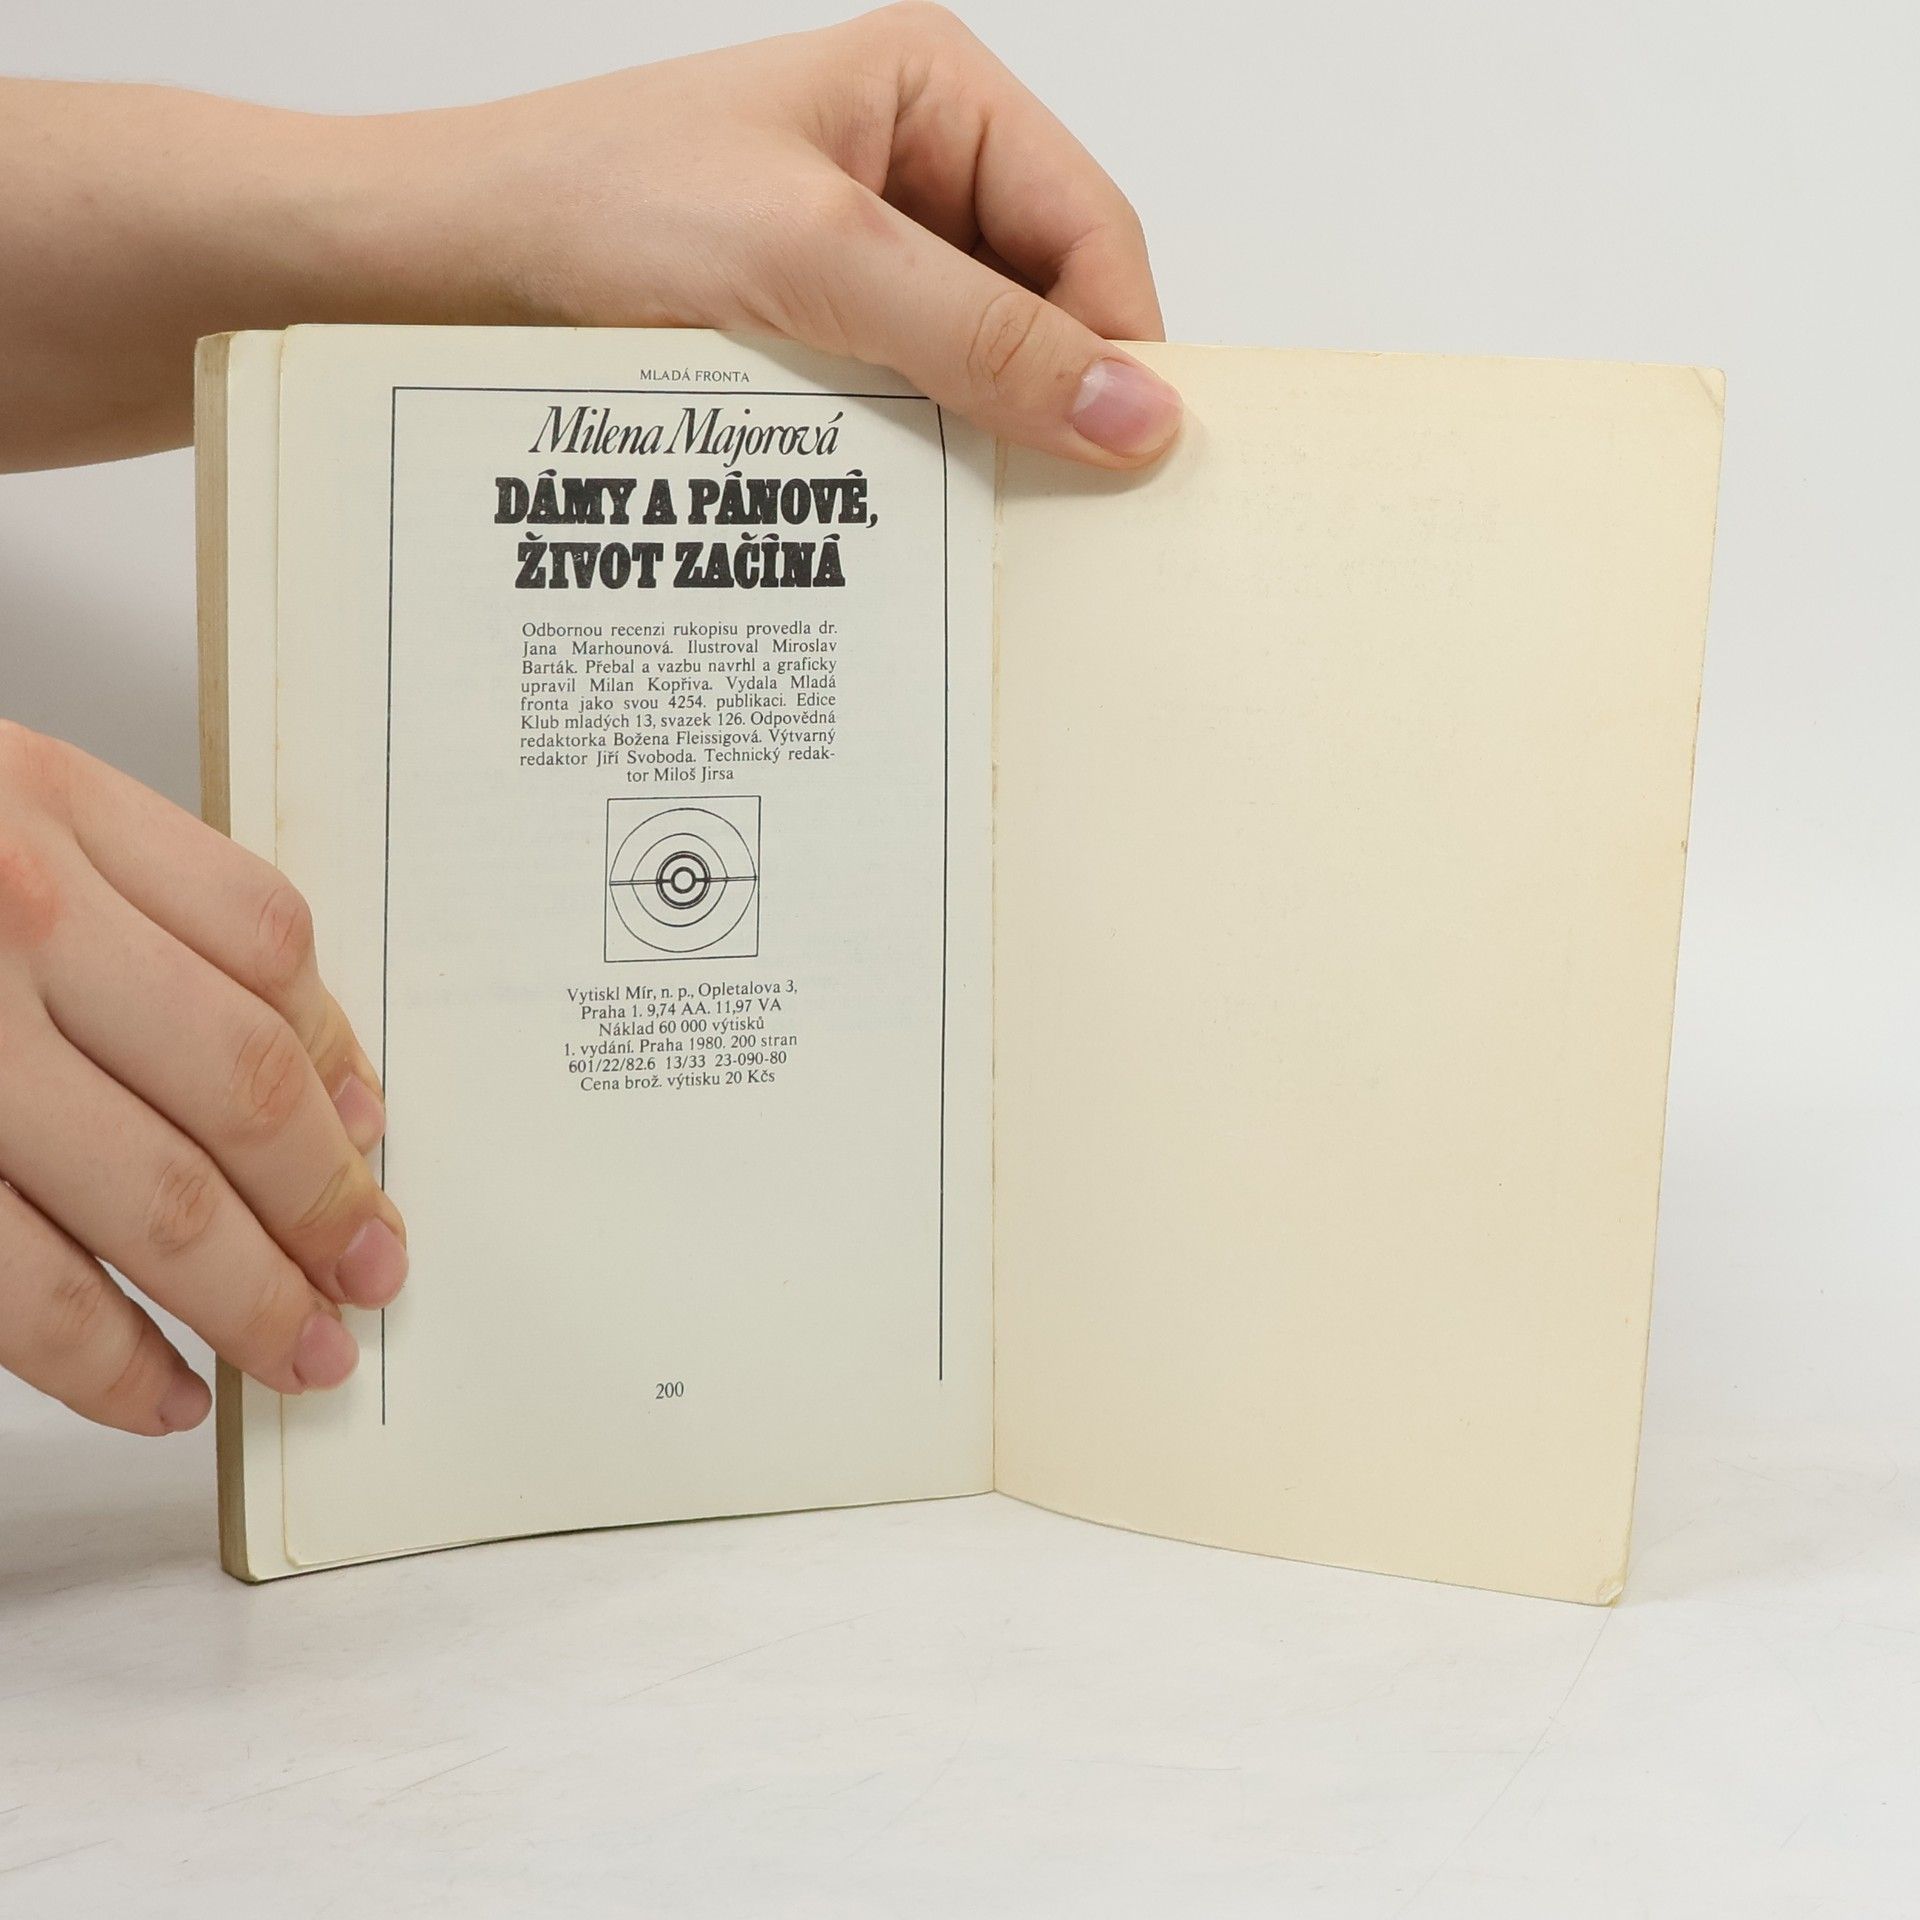 MLADÁ FRONTA
Milena Majorová
DÁMY A PÁNOVÉ,
ŽIVOT ZAČÍNÁ
Odbornou recenzi rukopisu provedla dr.
Jana Marhounová. Ilustroval Miroslav
Barták. Přebal a vazbu navrhl a graficky
upravil Milan Kopřiva. Vydala Mladá
fronta jako svou 4254. publikaci. Edice
Klub mladých 13, svazek 126. Odpovědná
redaktorka Božena Fleissigová. Výtvarný
redaktor Jiří Svoboda. Technický redak-
tor Miloš Jirsa
Vytiskl Mír, n. p., Opletalova 3,
Praha 1. 9,74 AA. 11,97 VA
Náklad 60 000 výtisků
1. vydání. Praha 1980. 200 stran
601/22/82.6 13/33 23-090-80
Cena brož. výtisku 20 Kčs
200